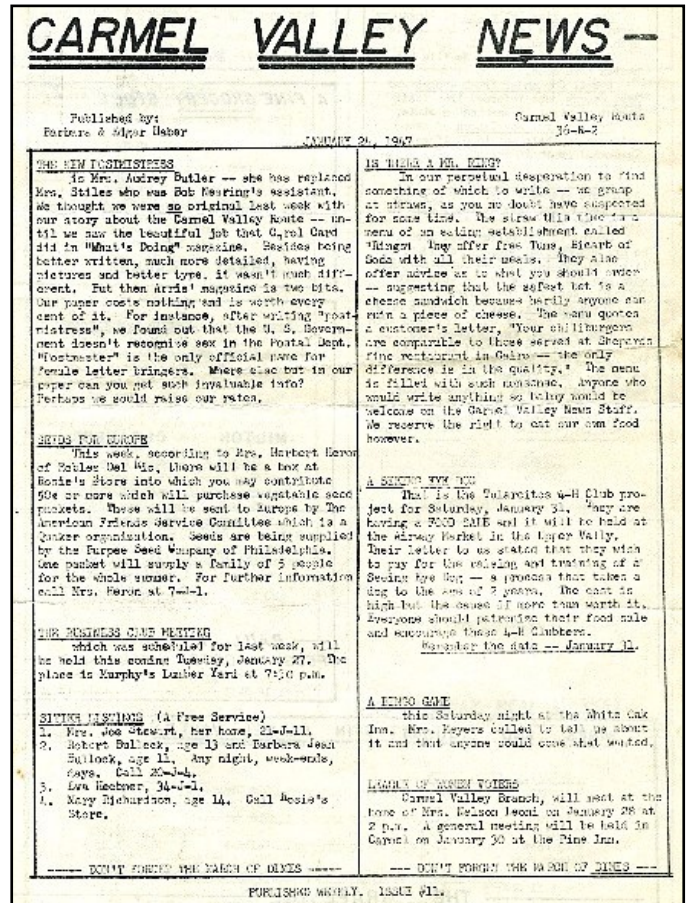 CARMEL VALLEY NEWS —
Published by:
Barbara & Edgar Haber
Carmel Valley Route
36-R-2
JANUARY 24, 1947
THE NEW POSTMISTRESS
is Mrs. Audrey Butler -- she has replaced
Mrs. Stiles who was Bob Nearing's assistant.
We thought we were so original last week with
our story about the Carmel Valley Route -- un-
til we saw the beautiful job that Carol Card
did in "What's Doing" magazine. Besides being
better written, much more detailed, having
pictures and better type, it wasn't much diff-
erent. But then Arris' magazine is two bits.
Our paper costs nothing and is worth every
cent of it. For instance, after writing "post-
mistress", we found out that the U. S. Govern-
ment doesn't recognize sex in the Postal Dept.
"Postmaster" is the only official name for
female letter bringers. Where else but in our
paper can you get such invaluable info?
Perhaps we sould raise our rates.
SEEDS FOR EUROPE
This week, according to Mrs. Herbert Heron
of Robles Del Rio, there will be a box at
Rosie's Store into which you may contribute
50¢ or more which will purchase vegatable seed
packets. These will be sent to Europe by The
American Friends Service Committee which is a
Quaker organization. Seeds are being supplied
by the Purpee Seed Company of Philadelphia.
One packet will supply a family of 5 people
for the whole summer. For further information
call Mrs. Heron at 7-J-1.
THE BUSINESS CLUB MEETING
which was scheduled for last week, will
be held this coming Tuesday, January 27. The
place is Murphy's Lumber Yard at 7:30 p.m.
SITTER LISTINGS (A Free Service)
1. Mrs. Joe Stewart, her home, 21-J-11.
2. Robert Bullock, age 13 and Barbara Jean
Bullock, age 11. Any night, week-ends,
days. Call 20-J-4.
3. Eva Hechmer, 34-J-1.
4. Mary Richardson, age 14. Call Rosie's
Store.
----- DON'T FORGET THE MARCH OF DIMES -----
IS THERE A MR. RING?
In our perpetual desperation to find
something of which to write -- we grasp
at straws, as you no doubt have suspected
for some time. The straw this time is a
menu of an eating establishment called
"Rings" They offer free Tums, Bicarb of
Soda with all their meals. They also
offer advice as to what you should order
-- suggesting that the safest bet is a
cheese sandwich because hardly anyone can
ruin a piece of cheese. The menu quotes
a customer's letter, "Your chiliburgers
are comparable to those served at Shepards
fine restaurant in Cairo -- the only
difference is in the quality." The menu
is filled with such nonsense. Anyone who
would write anything so balmy would be
welcome on the Carmel Valley News Staff.
We reserve the right to eat our own food
however.
A SEEING EYE DOG
That is the Tularcitos 4-H Club pro-
ject for Saturday, January 31. They are
having a FOOD SALE and it will be held at
the Airway Market in the Upper Vally.
Their letter to us stated that they wish
to pay for the raising and training of a
Seeing Eye Dog -- a process that takes a
dog to the age of 2 years. The cost is
high but the cause if more than worth it.
Everyone should patronize their food sale
and encourage these 4-H Clubbers.
Remember the date -- January 31.
A BINGO GAME
this Saturday night at the White Oak
Inn. Mrs. Meyers called to tell us about
it and that anyone could come what wanted.
LEAGUE OF WOMEN VOTERS
Carmel Valley Branch, will meet at the
home of Mrs. Nelson Leoni on January 28 at
2 p.m. A general meeting will be held in
Carmel on January 30 at the Pine Inn.
--- DON'T FORGET THE MARCH OF DIMES ---
PUBLISHED WEEKLY. ISSUE #11.